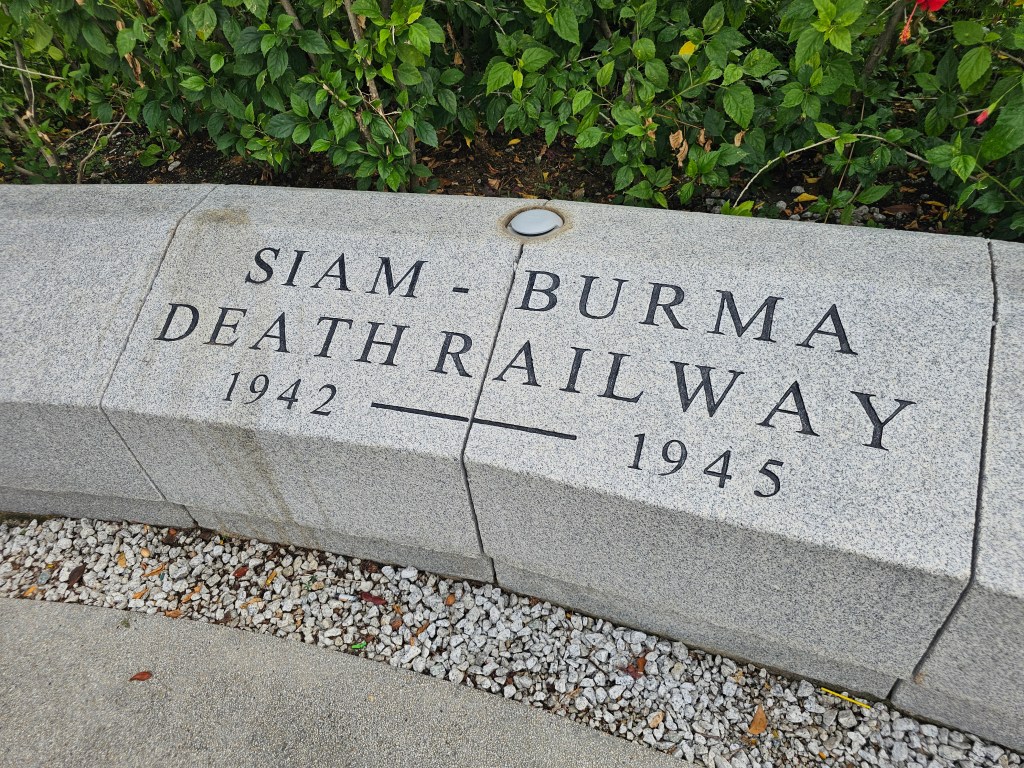 SIAM - BURMA
DEATH RAILWAY
1942 — 1945